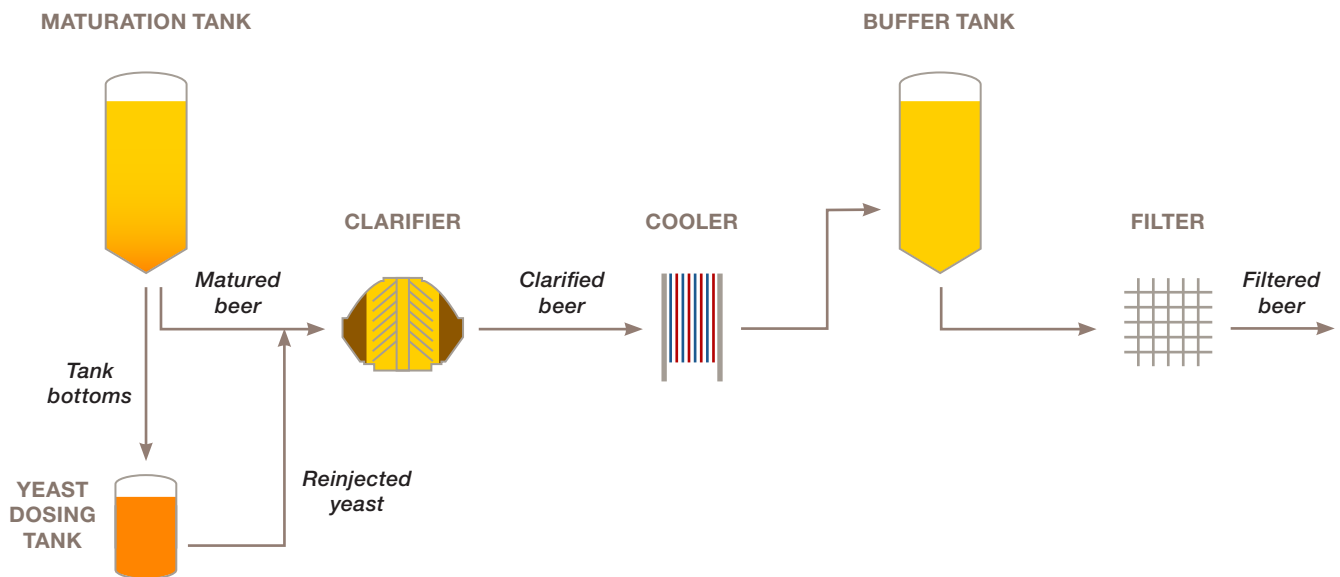 MATURATION TANK
BUFFER TANK
CLARIFIER
COOLER
FILTER
Matured
beer
Clarified
beer
Filtered
beer
Tank
bottoms
Reinjected
yeast
YEAST
DOSING
TANK